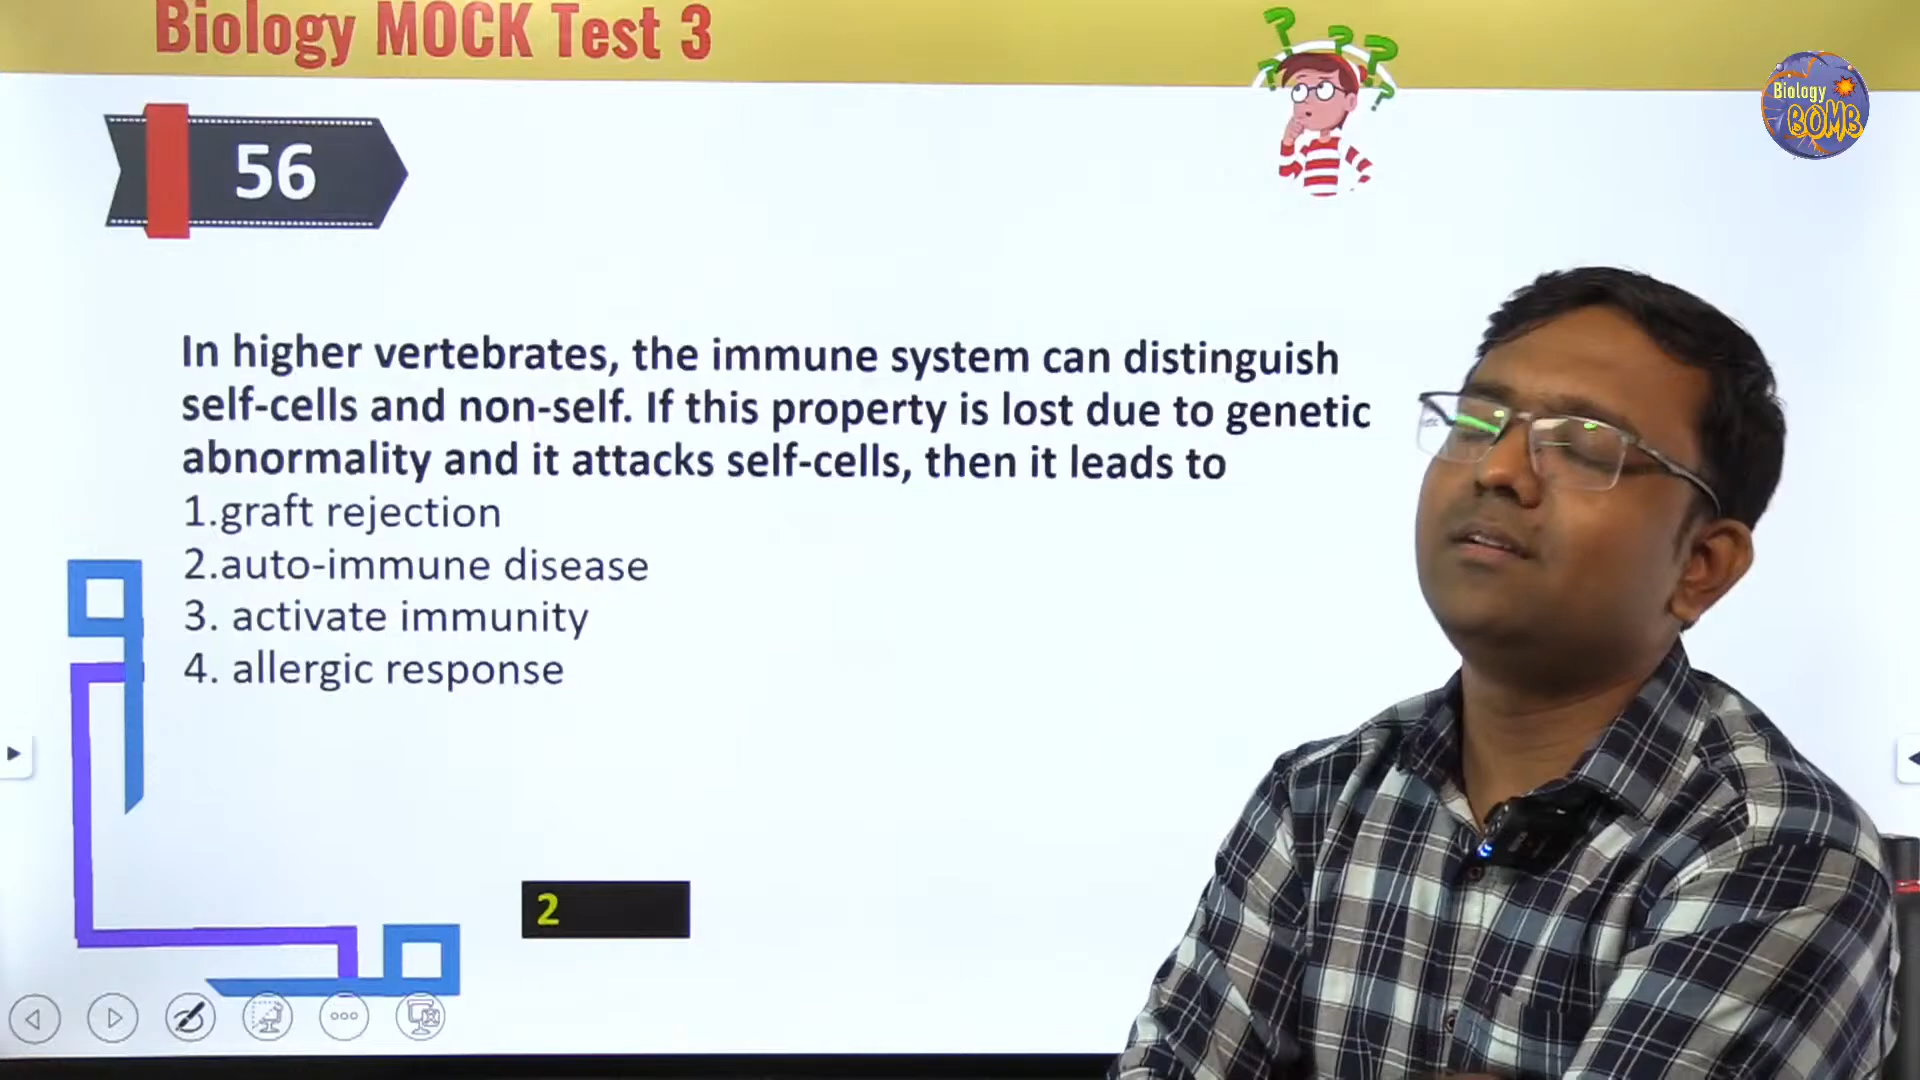 Biology MOCK Test 3
Biology
BOMB
56
In higher vertebrates, the immune system can distinguish
self-cells and non-self. If this property is lost due to genetic
abnormality and it attacks self-cells, then it leads to
1.graft rejection
2.auto-immune disease
3. activate immunity
4. allergic response
2